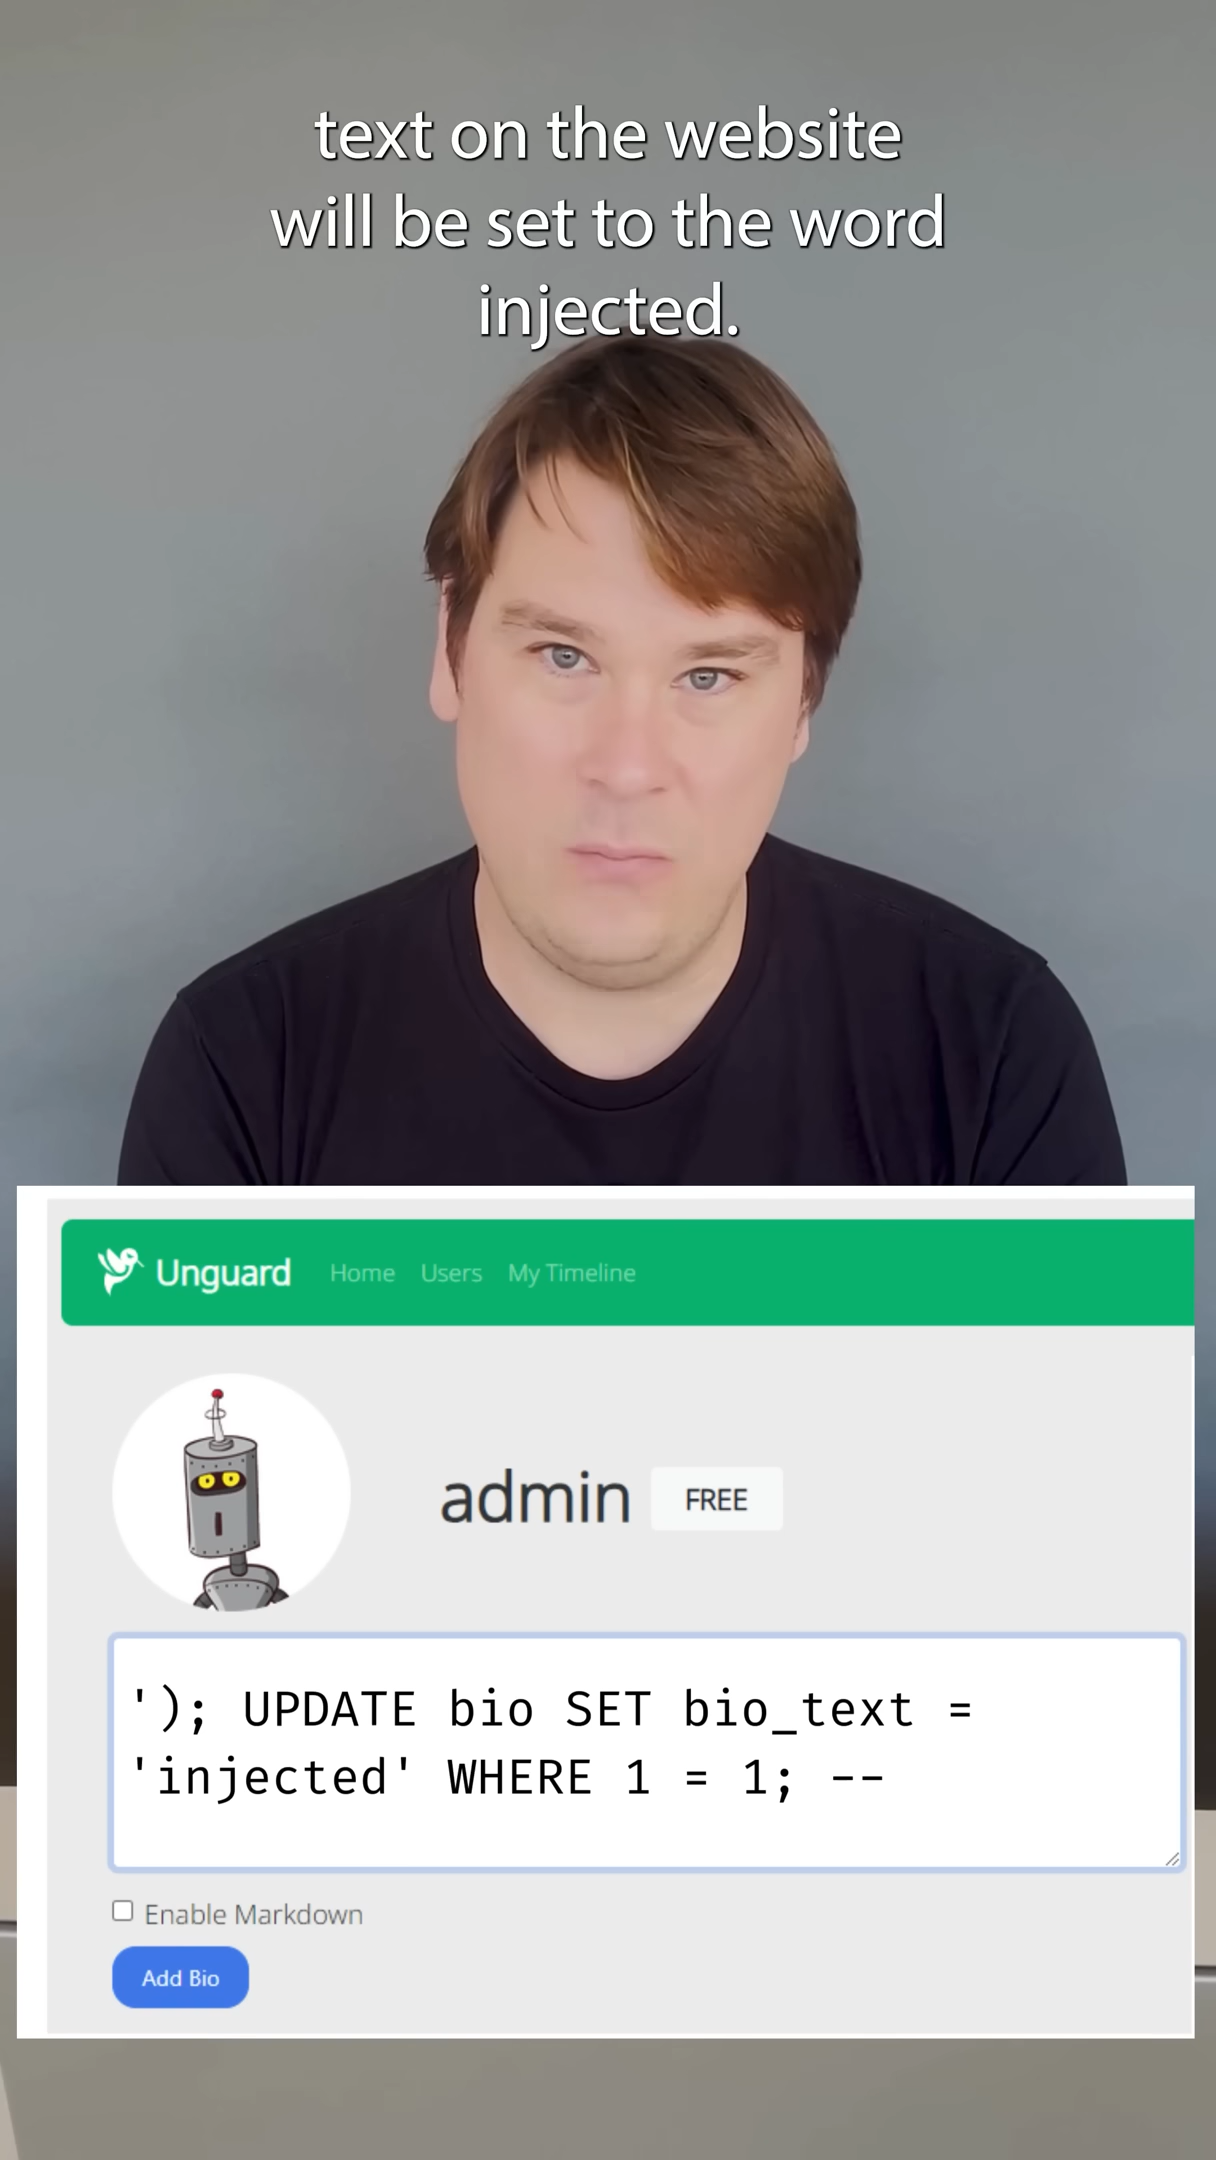 text on the website
will be set to the word
injected.
Unguard Home Users My Timeline
admin FREE
'); UPDATE bio SET bio_text =
'injected' WHERE 1 = 1; --
Enable Markdown
Add Bio